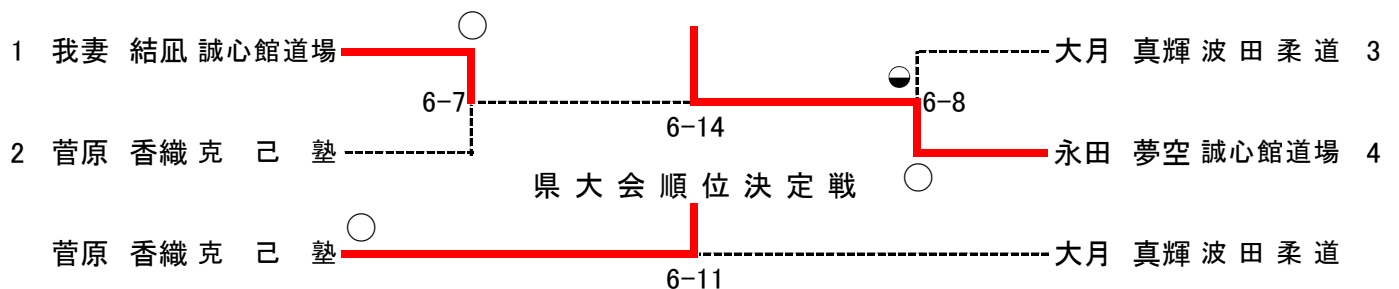 1 我妻 結凪 誠心館道場
大月 真輝 波田柔道 3
6-7
6-8
6-14
2 菅原 香織 克己塾
永田 夢空 誠心館道場 4
県大会順位決定戦
菅原 香織 克己塾
大月 真輝 波田柔道
6-11